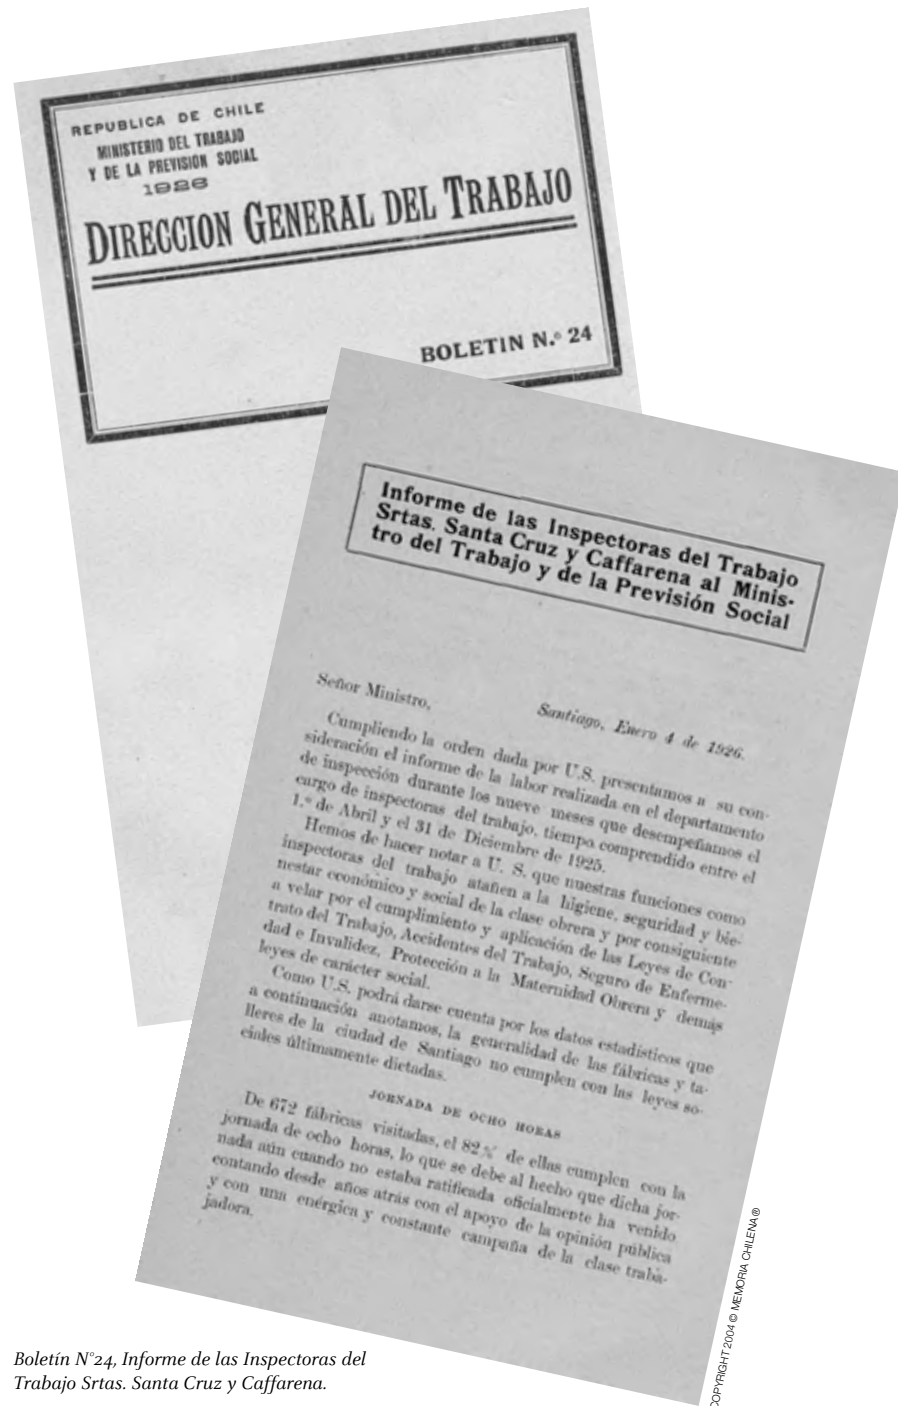 REPUBLICA DE CHILE
MINISTERIO DEL TRABAJO
Y DE LA PREVISION SOCIAL
1926
DIRECCION GENERAL DEL TRABAJO
BOLETIN N.º 24
Informe de las Inspectoras del Trabajo
Srtas. Santa Cruz y Caffarena al Minis-
tro del Trabajo y de la Previsión Social
Santiago, Enero 4 de 1926.
Señor Ministro,
Cumpliendo la orden dada por U.S. presentamos a su con-
sideración el informe de la labor realizada en el departamento
de inspección durante los nueve meses que desempeñamos el
cargo de inspectoras del trabajo, tiempo comprendido entre el
1.º de Abril y el 31 de Diciembre de 1925.
Hemos de hacer notar a U. S. que nuestras funciones como
inspectoras del trabajo atañen a la higiene, seguridad y bie-
nestar económico y social de la clase obrera y por consiguiente
a velar por el cumplimiento y aplicación de las Leyes de Con-
trato del Trabajo, Accidentes del Trabajo, Seguro de Enferme-
dad e Invalidez, Protección a la Maternidad Obrera y demás
leyes de carácter social.
Como U.S. podrá darse cuenta por los datos estadísticos que
a continuación anotamos, la generalidad de las fábricas y ta-
lleres de la ciudad de Santiago no cumplen con las leyes so-
ciales últimamente dictadas.
JORNADA DE OCHO HORAS
De 672 fábricas visitadas, el 82% de ellas cumplen con la
jornada de ocho horas, lo que se debe al hecho que dicha jor-
nada aún cuando no estaba ratificada oficialmente ha venido
contando desde años atrás con el apoyo de la opinión pública
y con una enérgica y constante campaña de la clase traba-
jadora.
COPYRIGHT 2004 © MEMORIA CHILENA®
Boletín N°24, Informe de las Inspectoras del
Trabajo Srtas. Santa Cruz y Caffarena.